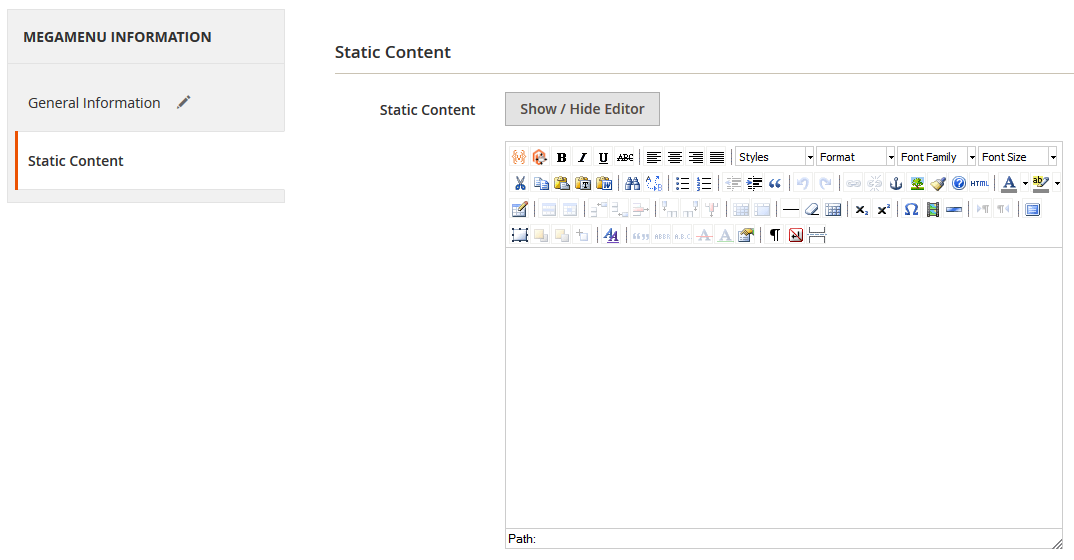 MEGAMENU INFORMATION
General Information
Static Content
Static Content
Static Content
Show / Hide Editor
B I U ABC Styles Format Font Family Font Size
HTML A ab
Path: